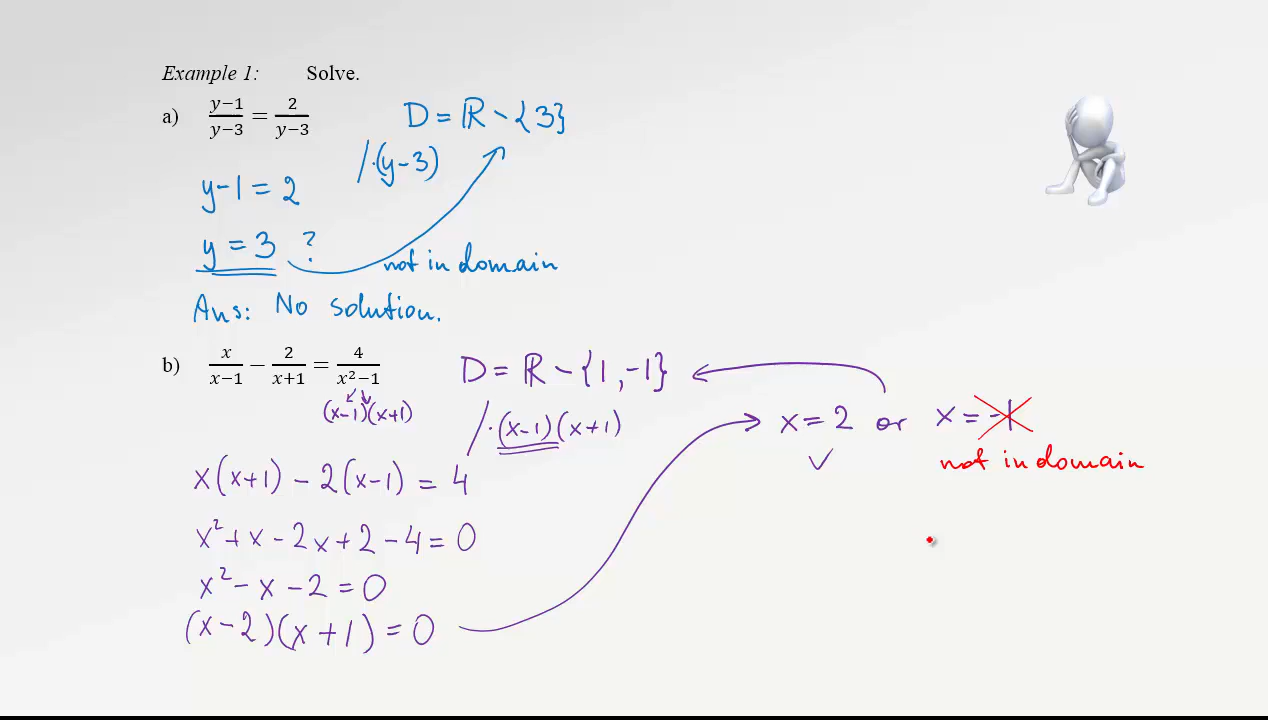 Example 1: Solve.
a) y−1/y−3 = 2/y−3 D = ℝ \ {3}
/·(y−3)
y−1 = 2
y = 3 ?
not in domain
Ans: No solution.
b) x/x−1 − 2/x+1 = 4/x²−1 D = ℝ − {1, −1}
(x−1)(x+1)
/·(x−1)(x+1)
x = 2 or x = −1
✓ not in domain
x(x+1) − 2(x−1) = 4
x² + x − 2x + 2 − 4 = 0
x² − x − 2 = 0
(x−2)(x+1) = 0